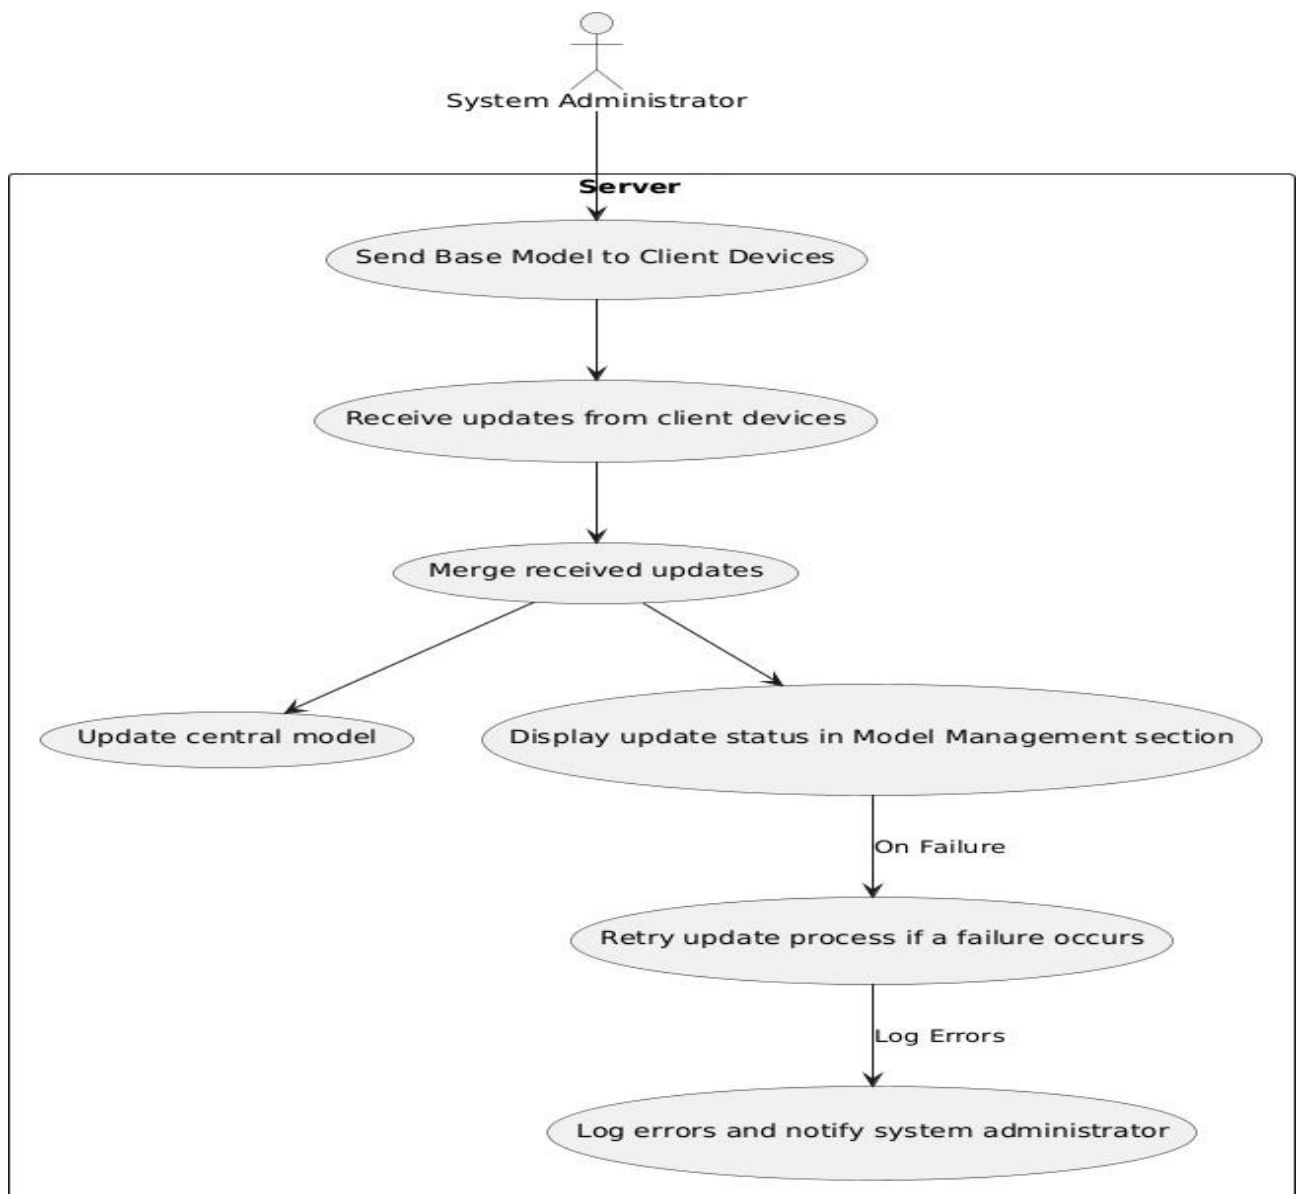 System Administrator
Server
Send Base Model to Client Devices
Receive updates from client devices
Merge received updates
Update central model
Display update status in Model Management section
On Failure
Retry update process if a failure occurs
Log Errors
Log errors and notify system administrator